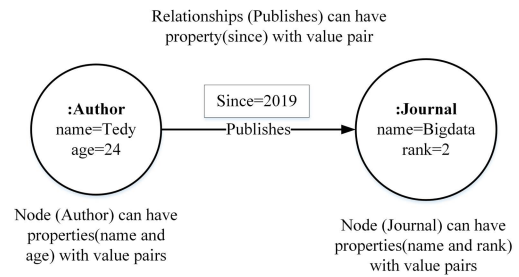 Relationships (Publishes) can have
property(since) with value pair
Since=2019
:Author
name=Tedy
age=24
Publishes
:Journal
name=Bigdata
rank=2
Node (Author) can have
properties(name and
age) with value pairs
Node (Journal) can have
properties(name and rank)
with value pairs